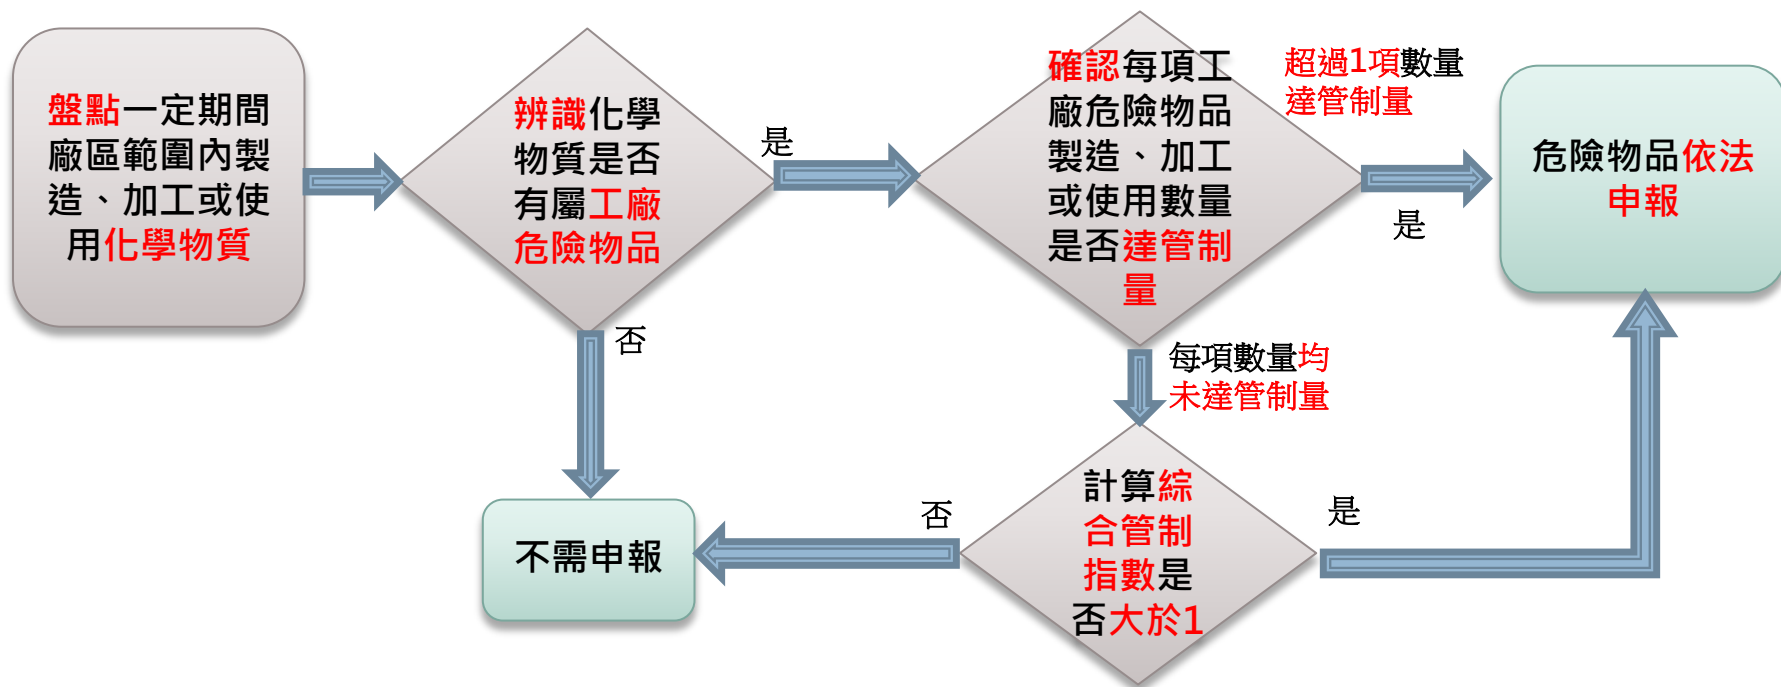 盤點一定期間
廠區範圍內製
造、加工或使
用化學物質
辨識化學
物質是否
有屬工廠
危險物品
是
否
確認每項工
廠危險物品
製造、加工
或使用數量
是否達管制
量
超過1項數量
達管制量
是
危險物品依法
申報
每項數量均
未達管制量
計算綜
合管制
指數是
否大於1
是
否
不需申報